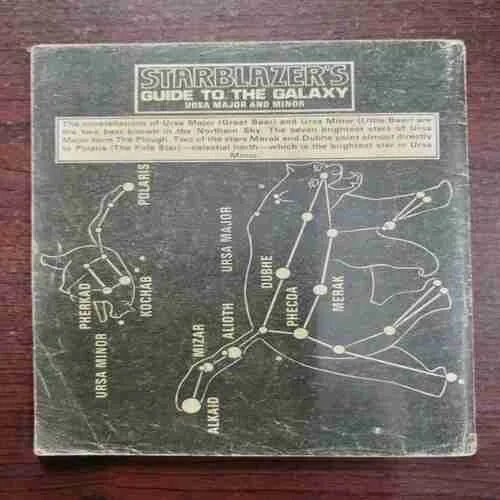 STARBLAZER'S
GUIDE TO THE GALAXY
URSA MAJOR AND MINOR
The constellations of Ursa Major (Great Bear) and Ursa Minor (Little Bear) are
the two best known in the Northern Sky. The seven brightest stars of Ursa
Major form The Plough. Two of the stars Merak and Dubhe point almost directly
to Polaris (The Pole Star)—celestial north—which is the brightest star in Ursa
Minor.
POLARIS
KOCHAB
PHERKAD
URSA MINOR
URSA MAJOR
DUBHE
MERAK
PHECDA
ALIOTH
MIZAR
ALKAID